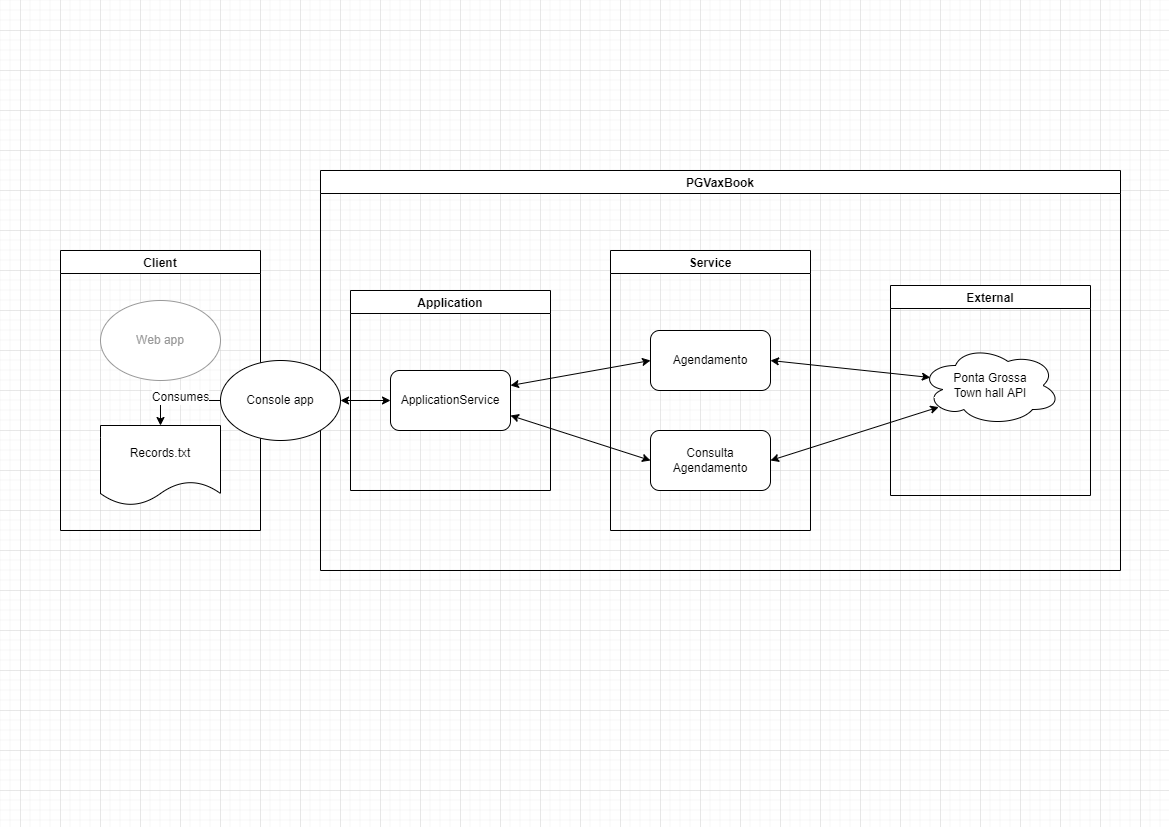 PGVaxBook
Client
Web app
Consumes
Records.txt
Console app
Application
ApplicationService
Service
Agendamento
Consulta
Agendamento
External
Ponta Grossa
Town hall API